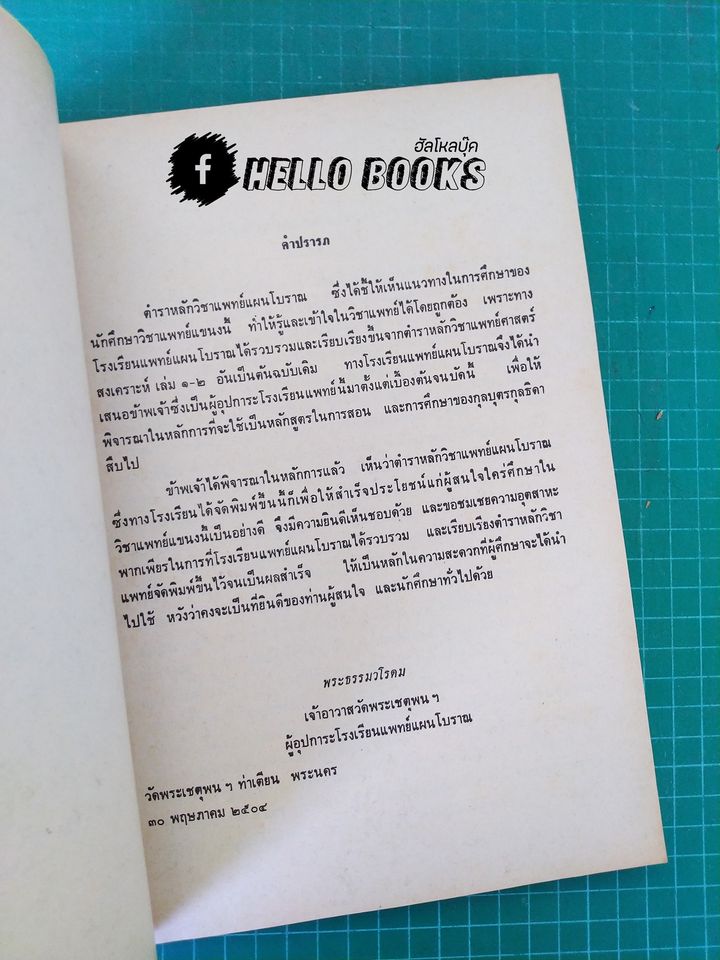 ฮัลโหลบุ๊ค
f HELLO BOOKS
คำปรารภ
ตำราหลักวิชาแพทย์แผนโบราณ ซึ่งได้ชี้ให้เห็นแนวทางในการศึกษาของ
นักศึกษาวิชาแพทย์แขนงนี้ ทำให้รู้และเข้าใจในวิชาแพทย์ได้โดยถูกต้อง เพราะทาง
โรงเรียนแพทย์แผนโบราณได้รวบรวมและเรียบเรียงขึ้นจากตำราหลักวิชาแพทย์ศาสตร์
สงเคราะห์ เล่ม ๑-๒ อันเป็นต้นฉบับเดิม ทางโรงเรียนแพทย์แผนโบราณจึงได้นำ
เสนอข้าพเจ้าซึ่งเป็นผู้อุปการะโรงเรียนแพทย์นี้มาตั้งแต่เบื้องต้นจนบัดนี้ เพื่อให้
พิจารณาในหลักการที่จะใช้เป็นหลักสูตรในการสอน และการศึกษาของกุลบุตรกุลธิดา
สืบไป
ข้าพเจ้าได้พิจารณาในหลักการแล้ว เห็นว่าตำราหลักวิชาแพทย์แผนโบราณ
ซึ่งทางโรงเรียนได้จัดพิมพ์ขึ้นนี้ก็เพื่อให้สำเร็จประโยชน์แก่ผู้สนใจใคร่ศึกษาใน
วิชาแพทย์แขนงนี้เป็นอย่างดี จึงมีความยินดีเห็นชอบด้วย และขอชมเชยความอุตสาหะ
พากเพียรในการที่โรงเรียนแพทย์แผนโบราณได้รวบรวม และเรียบเรียงตำราหลักวิชา
แพทย์จัดพิมพ์ขึ้นไว้จนเป็นผลสำเร็จ ให้เป็นหลักในความสะดวกที่ผู้ศึกษาจะได้นำ
ไปใช้ หวังว่าคงจะเป็นที่ยินดีของท่านผู้สนใจ และนักศึกษาทั่วไปด้วย
พระธรรมวโรดม
เจ้าอาวาสวัดพระเชตุพน ฯ
ผู้อุปการะโรงเรียนแพทย์แผนโบราณ
วัดพระเชตุพน ฯ ท่าเตียน พระนคร
๓๐ พฤษภาคม ๒๕๐๔